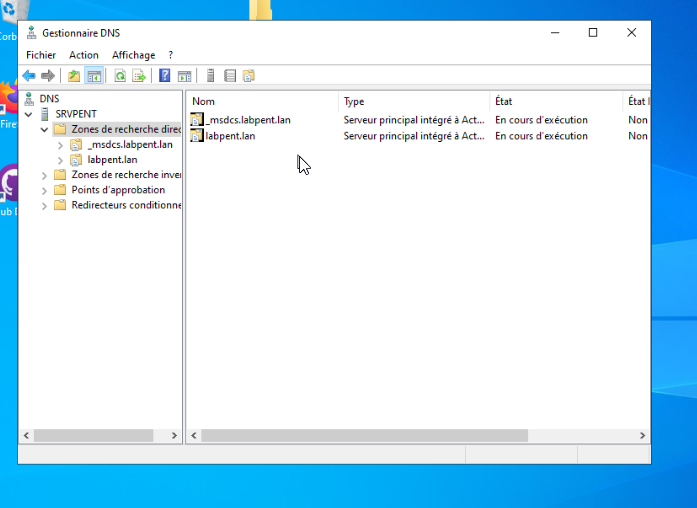 Gestionnaire DNS
Fichier Action Affichage ?
DNS
SRVPENT
Zones de recherche direc
_msdcs.labpent.lan
labpent.lan
Zones de recherche inver
Points d'approbation
Redirecteurs conditionne
Nom Type État État
_msdcs.labpent.lan Serveur principal intégré à Act... En cours d'exécution Non
labpent.lan Serveur principal intégré à Act... En cours d'exécution Non
Corb
Firef